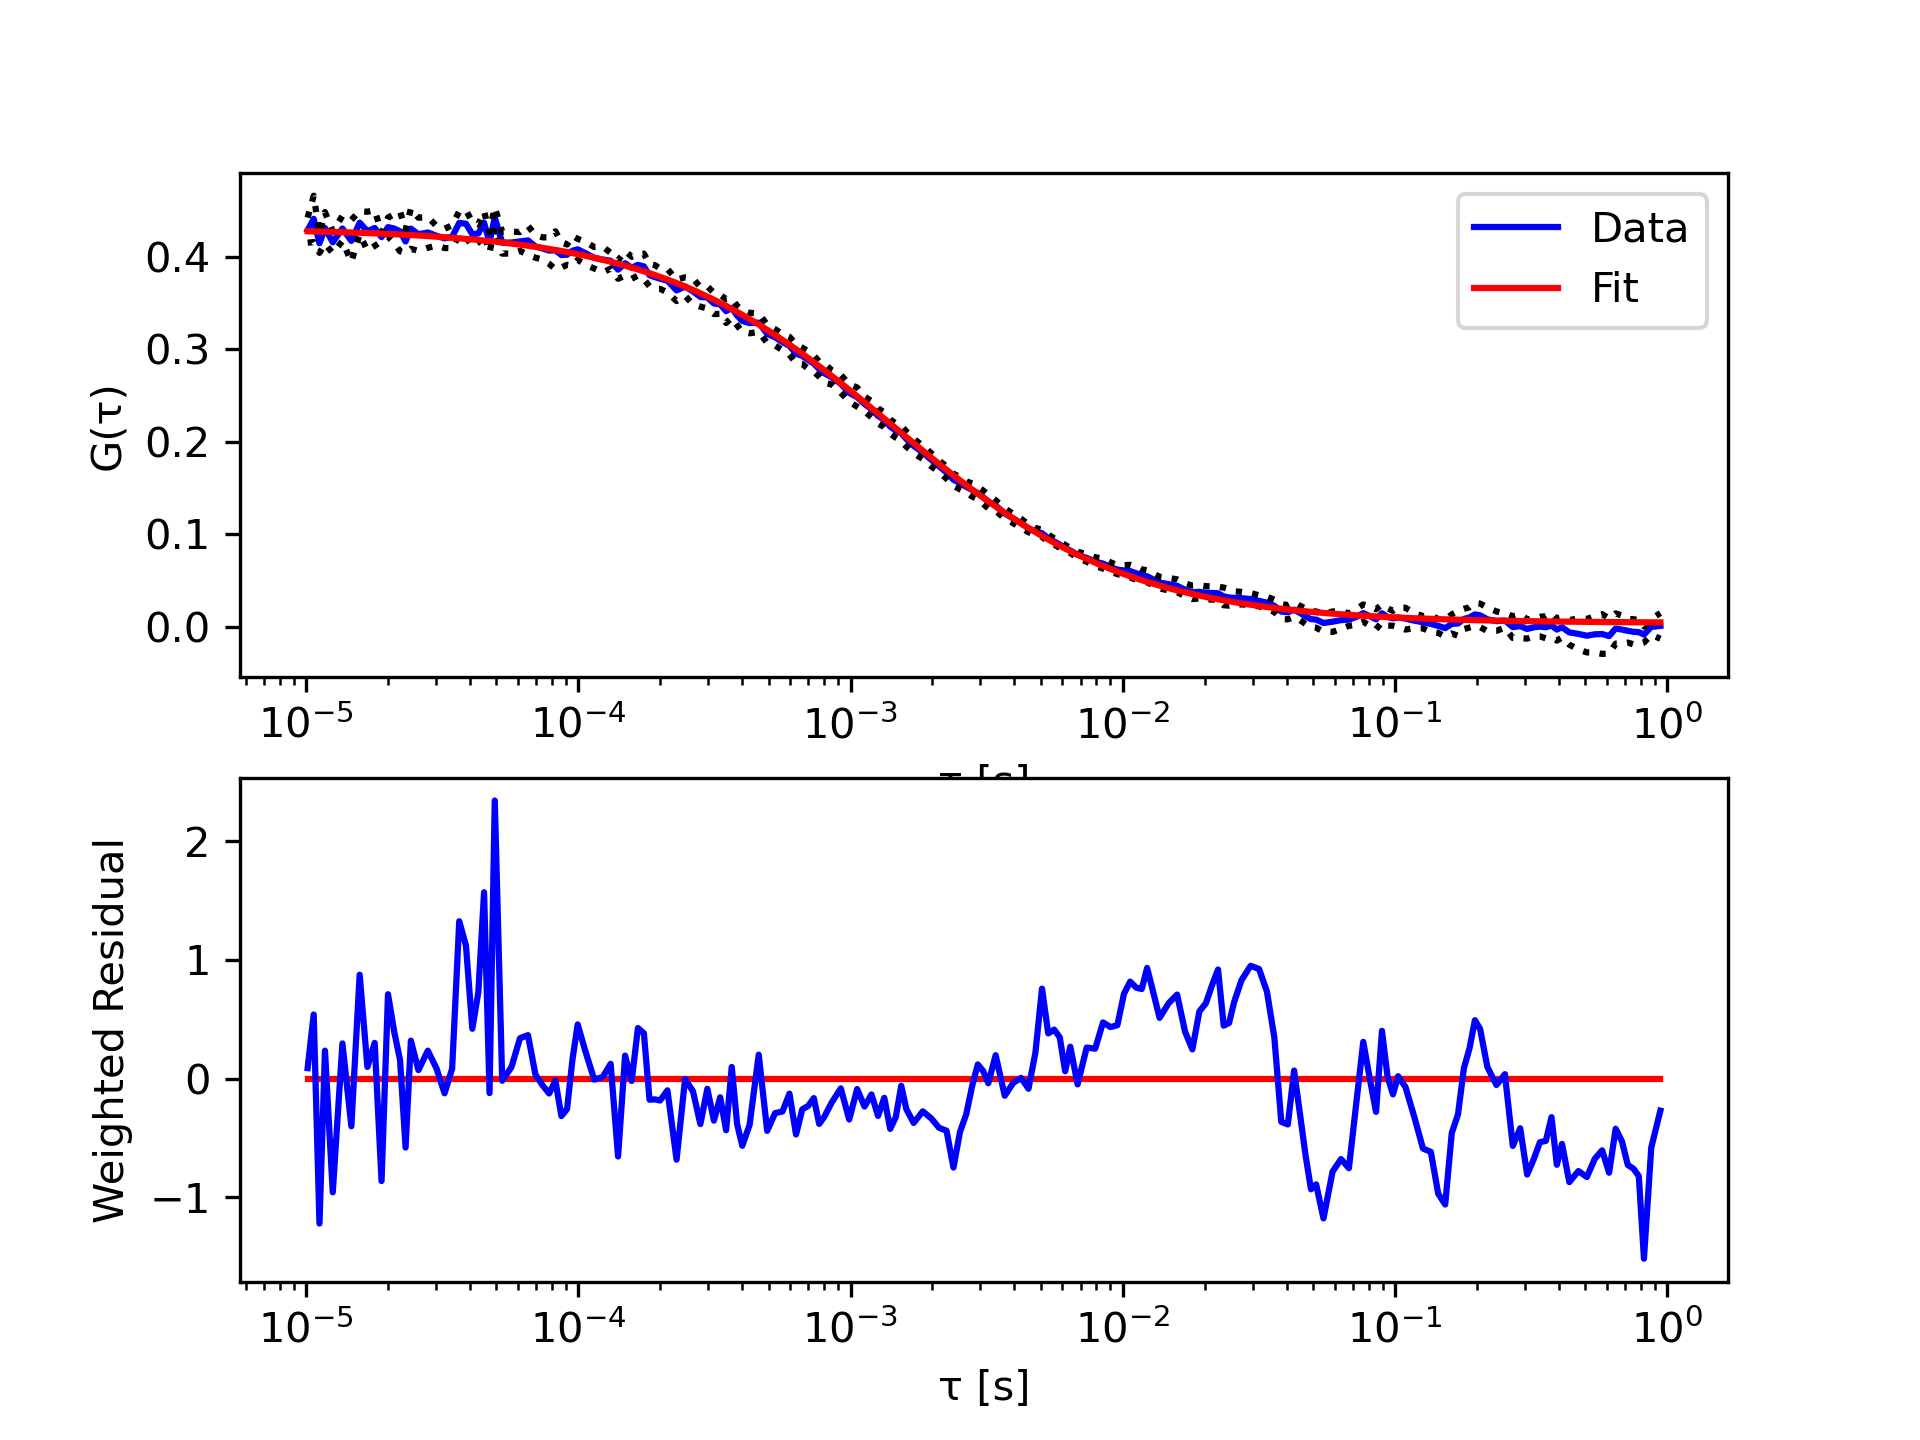 Data
Fit
G(τ)
0.4
0.3
0.2
0.1
0.0
10⁻⁵ 10⁻⁴ 10⁻³ 10⁻² 10⁻¹ 10⁰
τ [s]
Weighted Residual
2
1
0
−1
10⁻⁵ 10⁻⁴ 10⁻³ 10⁻² 10⁻¹ 10⁰
τ [s]